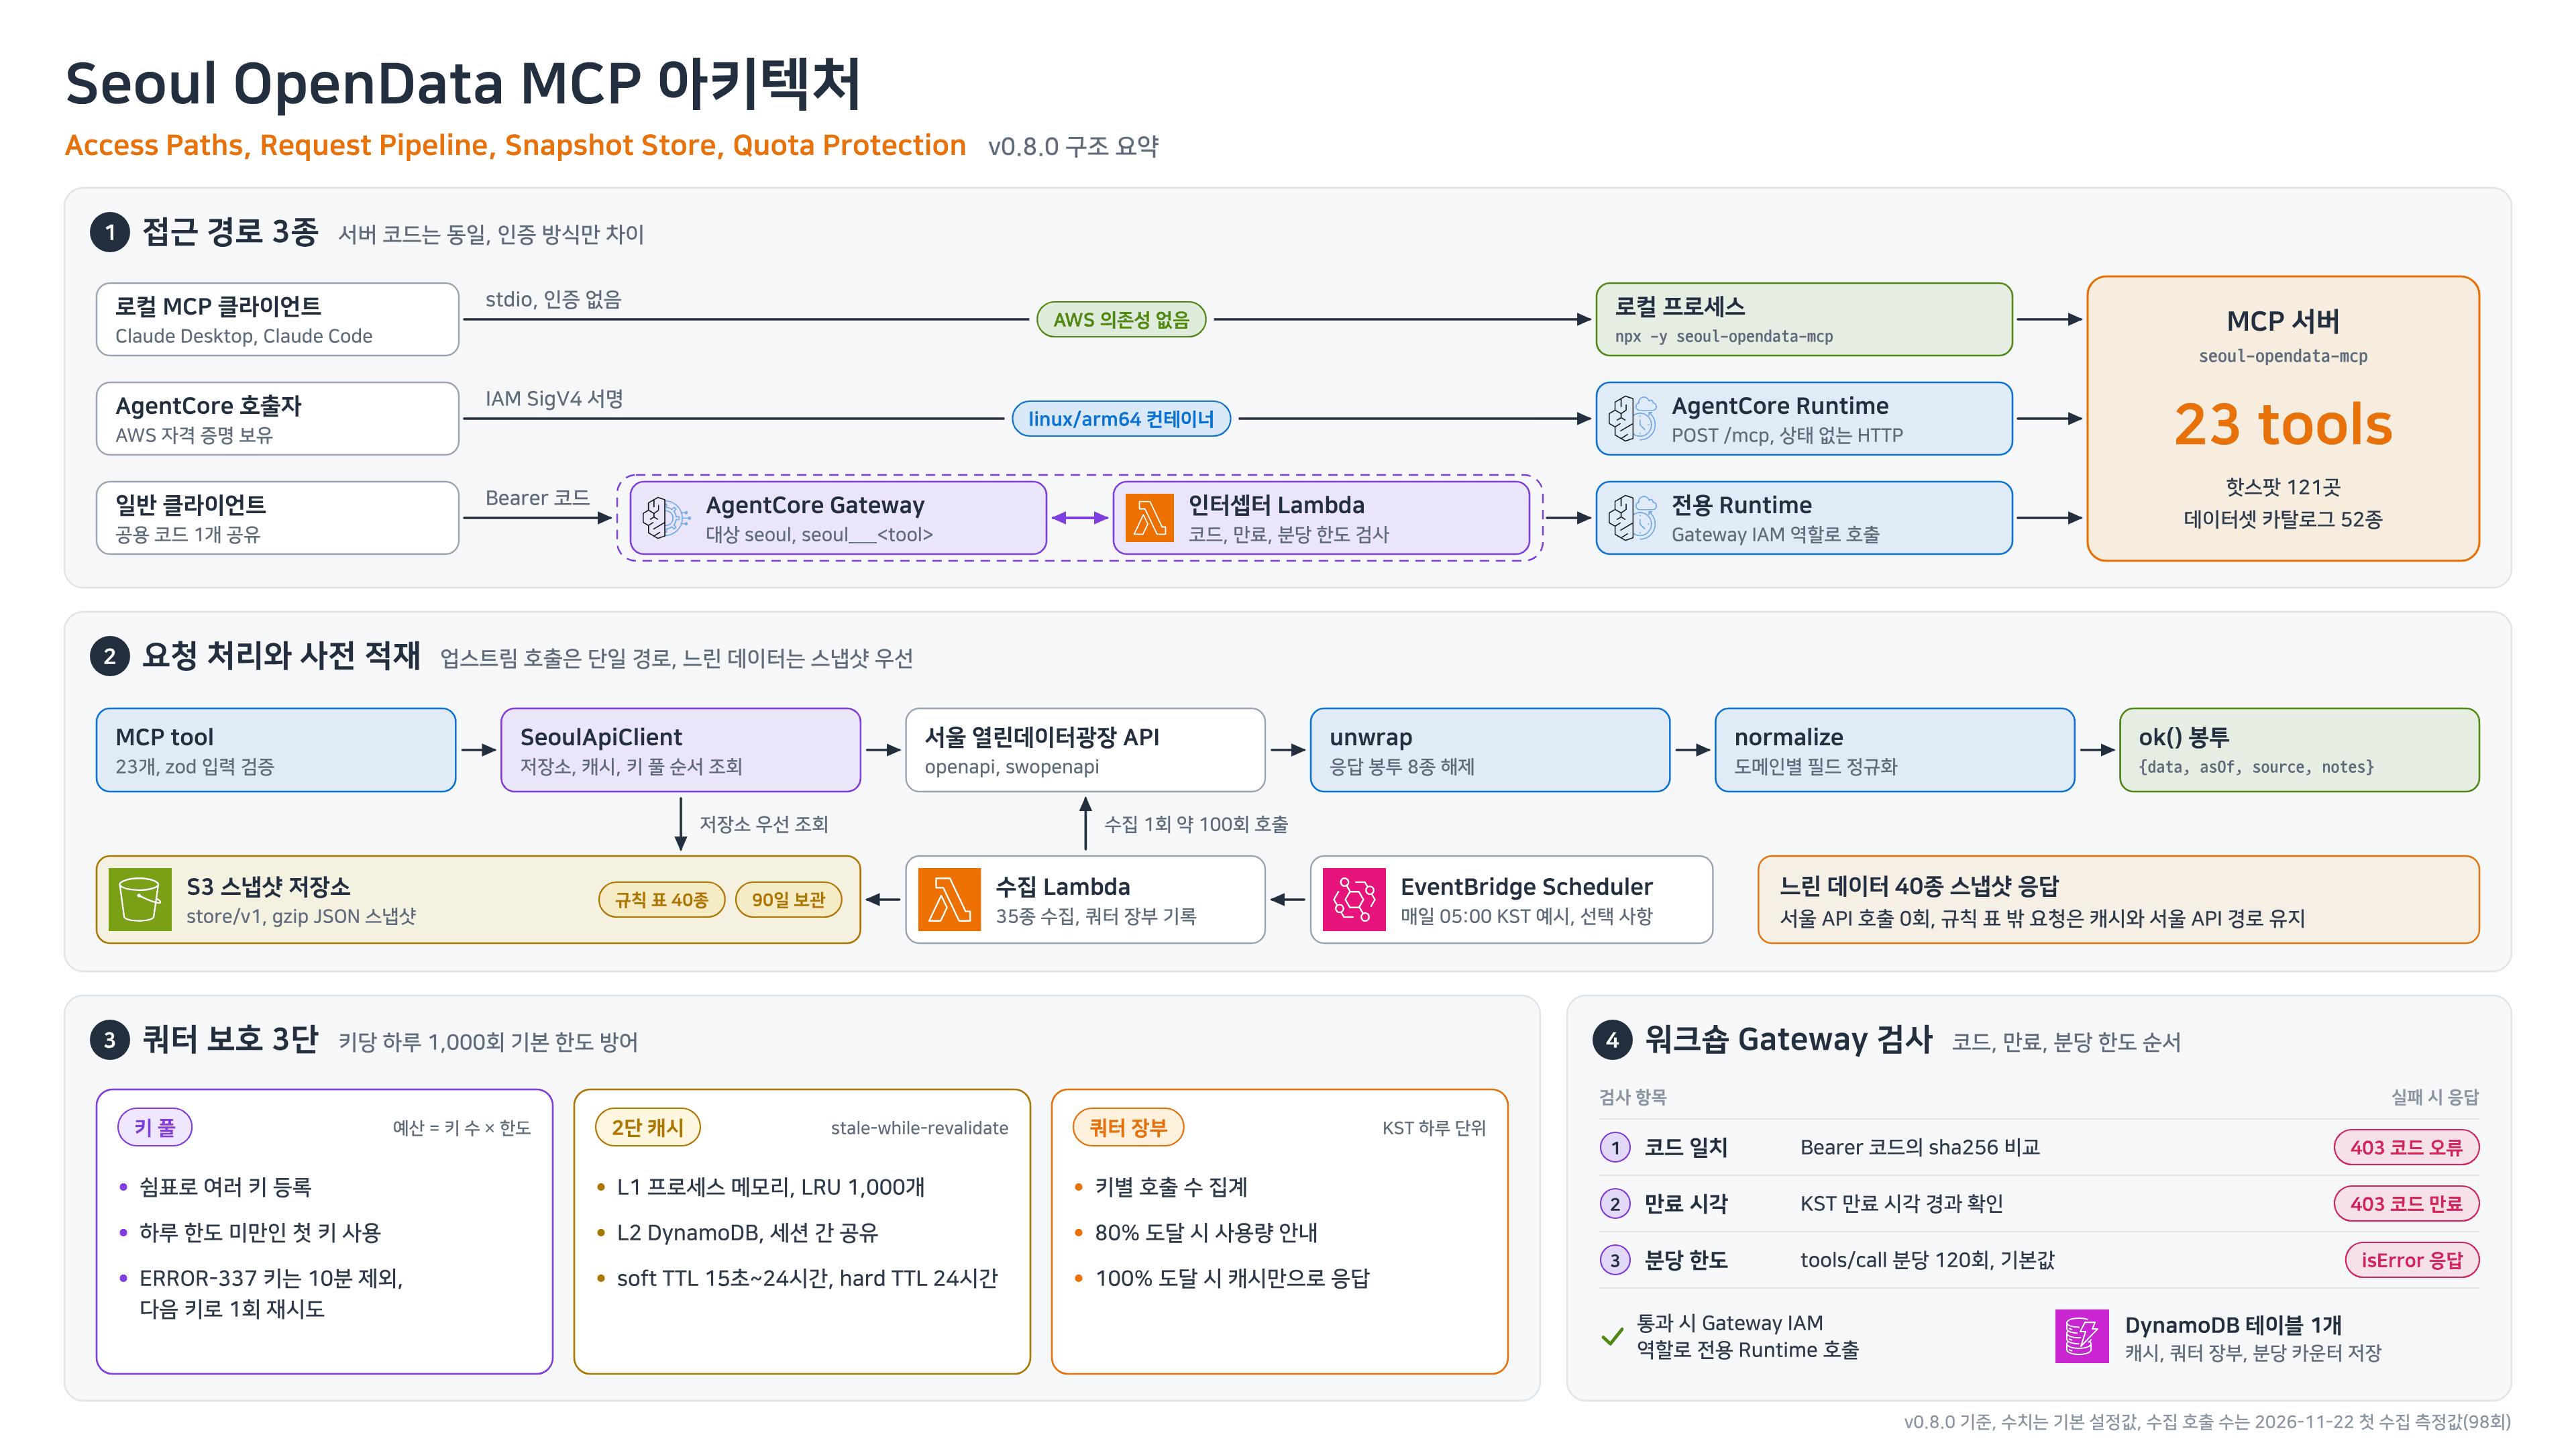 Seoul OpenData MCP 아키텍처
Access Paths, Request Pipeline, Snapshot Store, Quota Protection v0.8.0 구조 요약
1 접근 경로 3종 서버 코드는 동일, 인증 방식만 차이
로컬 MCP 클라이언트
Claude Desktop, Claude Code
stdio, 인증 없음
AWS 의존성 없음
로컬 프로세스
npx -y seoul-opendata-mcp
AgentCore 호출자
AWS 자격 증명 보유
IAM SigV4 서명
linux/arm64 컨테이너
AgentCore Runtime
POST /mcp, 상태 없는 HTTP
일반 클라이언트
공용 코드 1개 공유
Bearer 코드
AgentCore Gateway
대상 seoul, seoul___<tool>
인터셉터 Lambda
코드, 만료, 분당 한도 검사
전용 Runtime
Gateway IAM 역할로 호출
MCP 서버
seoul-opendata-mcp
23 tools
핫스팟 121곳
데이터셋 카탈로그 52종
2 요청 처리와 사전 적재 업스트림 호출은 단일 경로, 느린 데이터는 스냅샷 우선
MCP tool
23개, zod 입력 검증
SeoulApiClient
저장소, 캐시, 키 풀 순서 조회
서울 열린데이터광장 API
openapi, swopenapi
unwrap
응답 봉투 8종 해제
normalize
도메인별 필드 정규화
ok() 봉투
{data, asOf, source, notes}
저장소 우선 조회
수집 1회 약 100회 호출
S3 스냅샷 저장소
store/v1, gzip JSON 스냅샷
규칙 표 40종
90일 보관
수집 Lambda
35종 수집, 쿼터 장부 기록
EventBridge Scheduler
매일 05:00 KST 예시, 선택 사항
느린 데이터 40종 스냅샷 응답
서울 API 호출 0회, 규칙 표 밖 요청은 캐시와 서울 API 경로 유지
3 쿼터 보호 3단 키당 하루 1,000회 기본 한도 방어
키 풀
예산 = 키 수 × 한도
• 쉼표로 여러 키 등록
• 하루 한도 미만인 첫 키 사용
• ERROR-337 키는 10분 제외,
다음 키로 1회 재시도
2단 캐시
stale-while-revalidate
• L1 프로세스 메모리, LRU 1,000개
• L2 DynamoDB, 세션 간 공유
• soft TTL 15초~24시간, hard TTL 24시간
쿼터 장부
KST 하루 단위
• 키별 호출 수 집계
• 80% 도달 시 사용량 안내
• 100% 도달 시 캐시만으로 응답
4 워크숍 Gateway 검사 코드, 만료, 분당 한도 순서
검사 항목 실패 시 응답
1 코드 일치 Bearer 코드의 sha256 비교 403 코드 오류
2 만료 시각 KST 만료 시각 경과 확인 403 코드 만료
3 분당 한도 tools/call 분당 120회, 기본값 isError 응답
통과 시 Gateway IAM
역할로 전용 Runtime 호출
DynamoDB 테이블 1개
캐시, 쿼터 장부, 분당 카운터 저장
v0.8.0 기준, 수치는 기본 설정값, 수집 호출 수는 2026-11-22 첫 수집 측정값(98회)